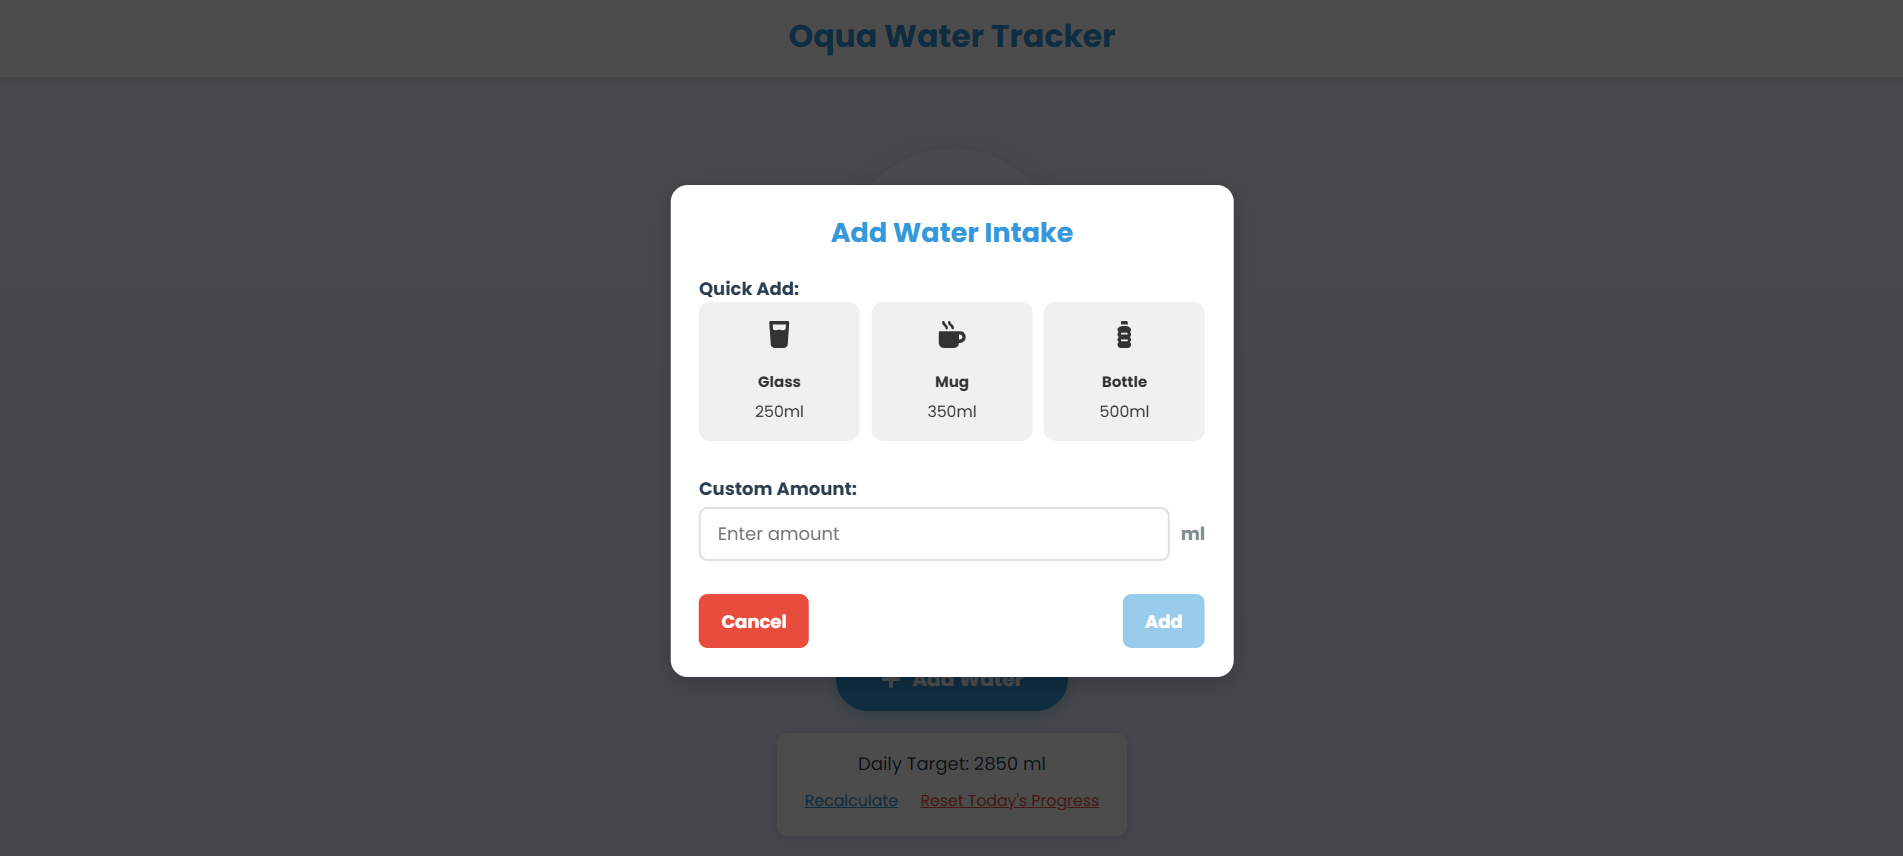 Oqua Water Tracker
Add Water Intake
Quick Add:
Glass
250ml
Mug
350ml
Bottle
500ml
Custom Amount:
Enter amount
ml
Cancel
Add
Add Water
Daily Target: 2850 ml
Recalculate
Reset Today's Progress